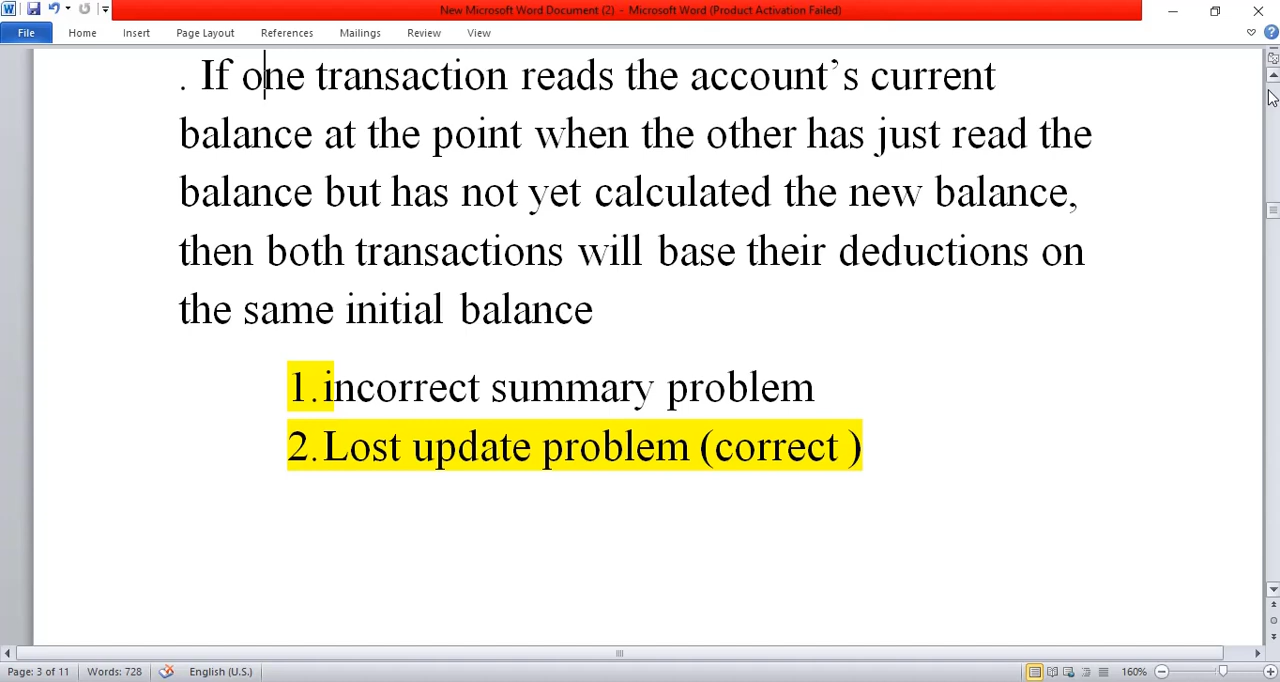 New Microsoft Word Document (2) - Microsoft Word (Product Activation Failed)
File Home Insert Page Layout References Mailings Review View
. If one transaction reads the account’s current
balance at the point when the other has just read the
balance but has not yet calculated the new balance,
then both transactions will base their deductions on
the same initial balance
1. incorrect summary problem
2. Lost update problem (correct )
Page: 3 of 11 Words: 728 English (U.S.) 160%